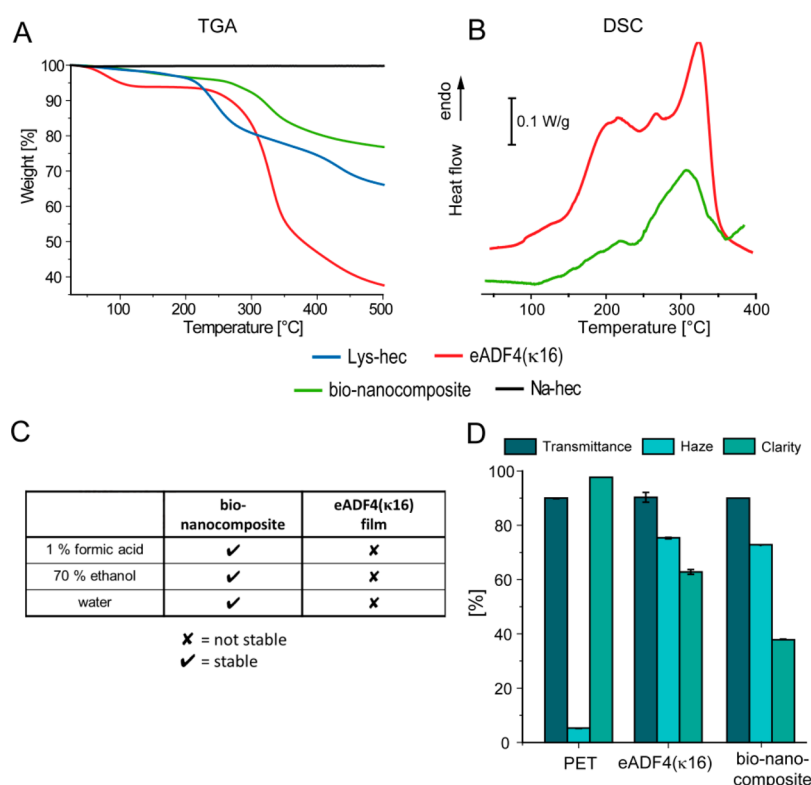 A
TGA
100
90
80
70
60
50
40
Weight [%]
100
200
300
400
500
Temperature [°C]
B
DSC
endo
0.1 W/g
Heat flow
100
200
300
400
Temperature [°C]
Lys-hec
eADF4(κ16)
bio-nanocomposite
Na-hec
C
bio-
nanocomposite
eADF4(κ16)
film
1 % formic acid
✔
✘
70 % ethanol
✔
✘
water
✔
✘
✘ = not stable
✔ = stable
D
Transmittance
Haze
Clarity
100
80
60
40
20
0
[%]
PET
eADF4(κ16)
bio-nano-
composite